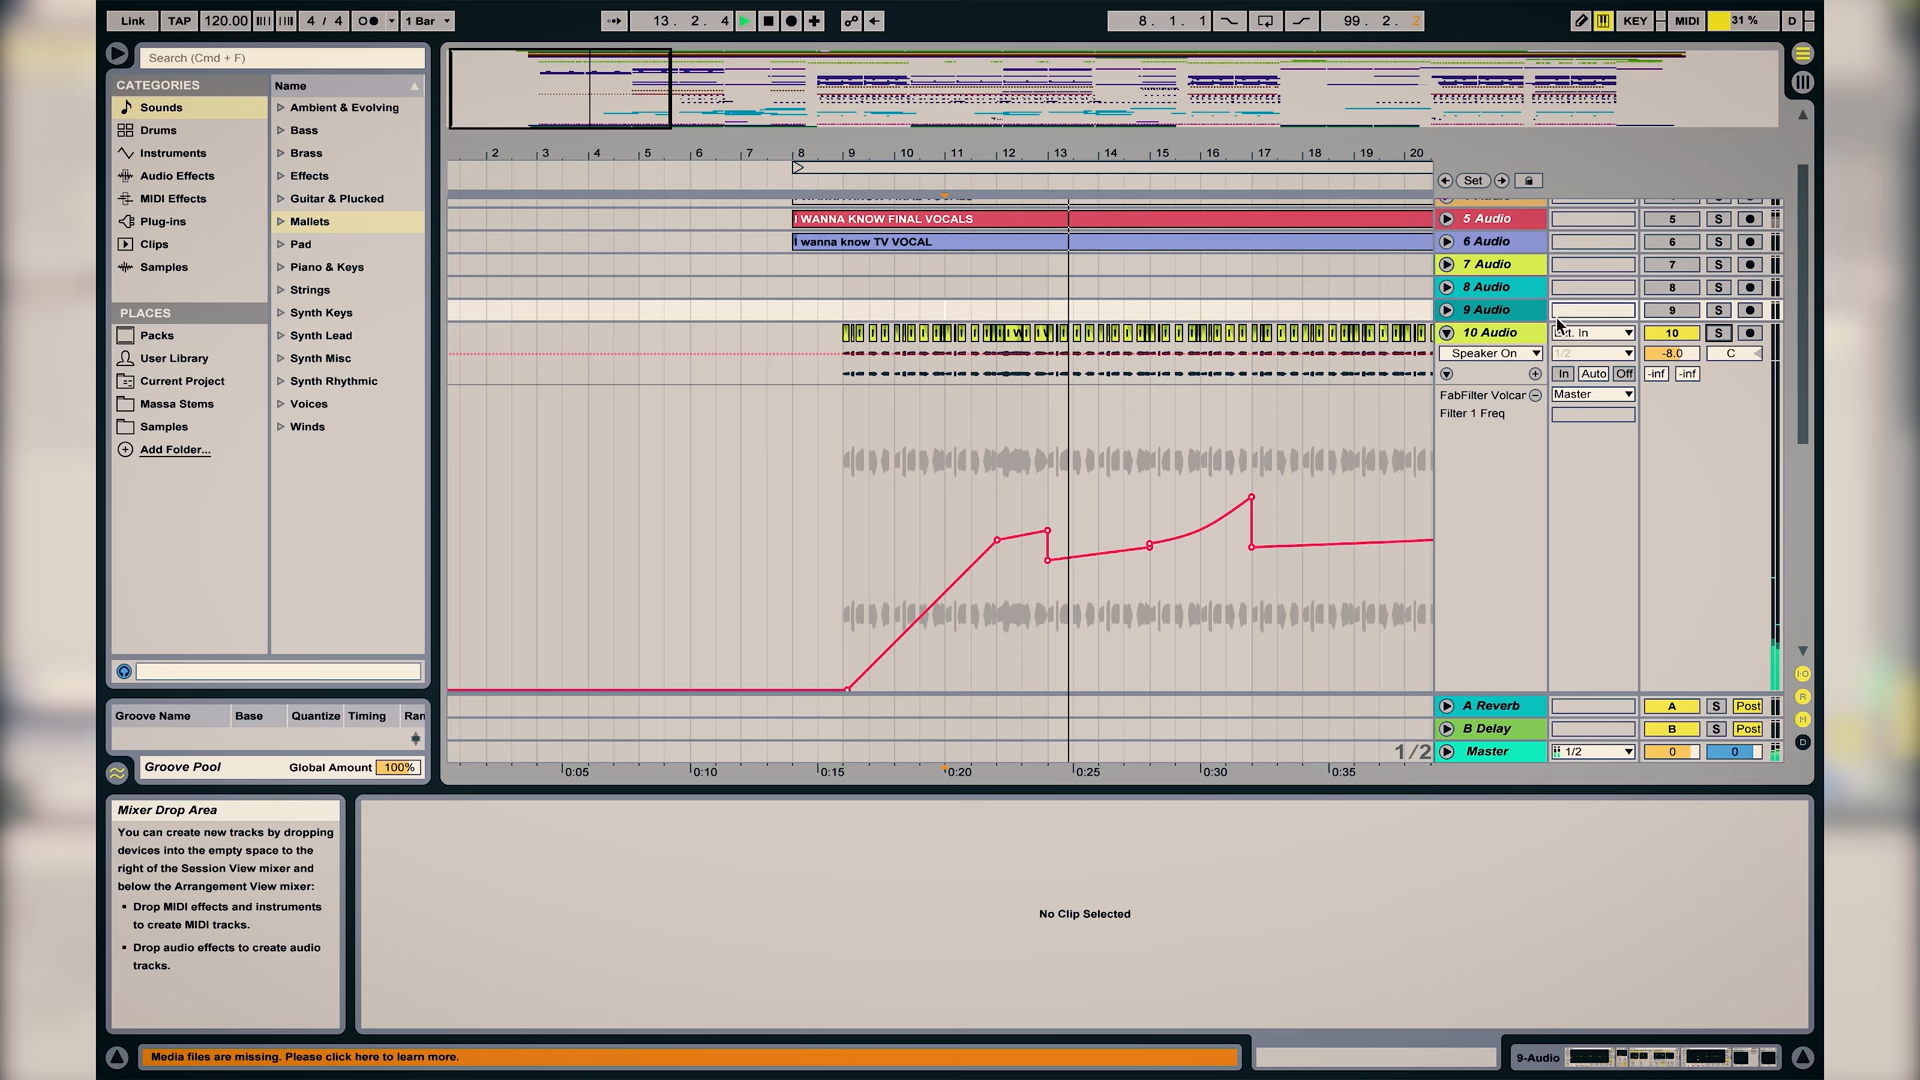 Link TAP 120.00 4 / 4 1 Bar
13 . 2 . 4
8 . 1 . 1
99 . 2 . 2
KEY MIDI 31 % D
Search (Cmd + F)
CATEGORIES
Sounds
Drums
Instruments
Audio Effects
MIDI Effects
Plug-ins
Clips
Samples
PLACES
Packs
User Library
Current Project
Massa Stems
Samples
Add Folder...
Name
Ambient & Evolving
Bass
Brass
Effects
Guitar & Plucked
Mallets
Pad
Piano & Keys
Strings
Synth Keys
Synth Lead
Synth Misc
Synth Rhythmic
Voices
Winds
Groove Name Base Quantize Timing Ran
Groove Pool Global Amount 100%
2 3 4 5 6 7 8 9 10 11 12 13 14 15 16 17 18 19 20
Set
I WANNA KNOW FINAL VOCALS
I WANNA KNOW FINAL VOCALS
5 Audio 5 S
I wanna know TV VOCAL
6 Audio 6 S
7 Audio 7 S
8 Audio 8 S
9 Audio 9 S
10 Audio 10 S
Speaker On 1/2 -8.0 C
In Auto Off -inf -inf
FabFilter Volcar Master
Filter 1 Freq
A Reverb A S Post
B Delay B S Post
1/2 Master 1/2 0 0
0:05 0:10 0:15 0:20 0:25 0:30 0:35
I-O
R
M
D
Mixer Drop Area
You can create new tracks by dropping
devices into the empty space to the
right of the Session View mixer and
below the Arrangement View mixer:
Drop MIDI effects and instruments
to create MIDI tracks.
Drop audio effects to create audio
tracks.
No Clip Selected
Media files are missing. Please click here to learn more.
9-Audio